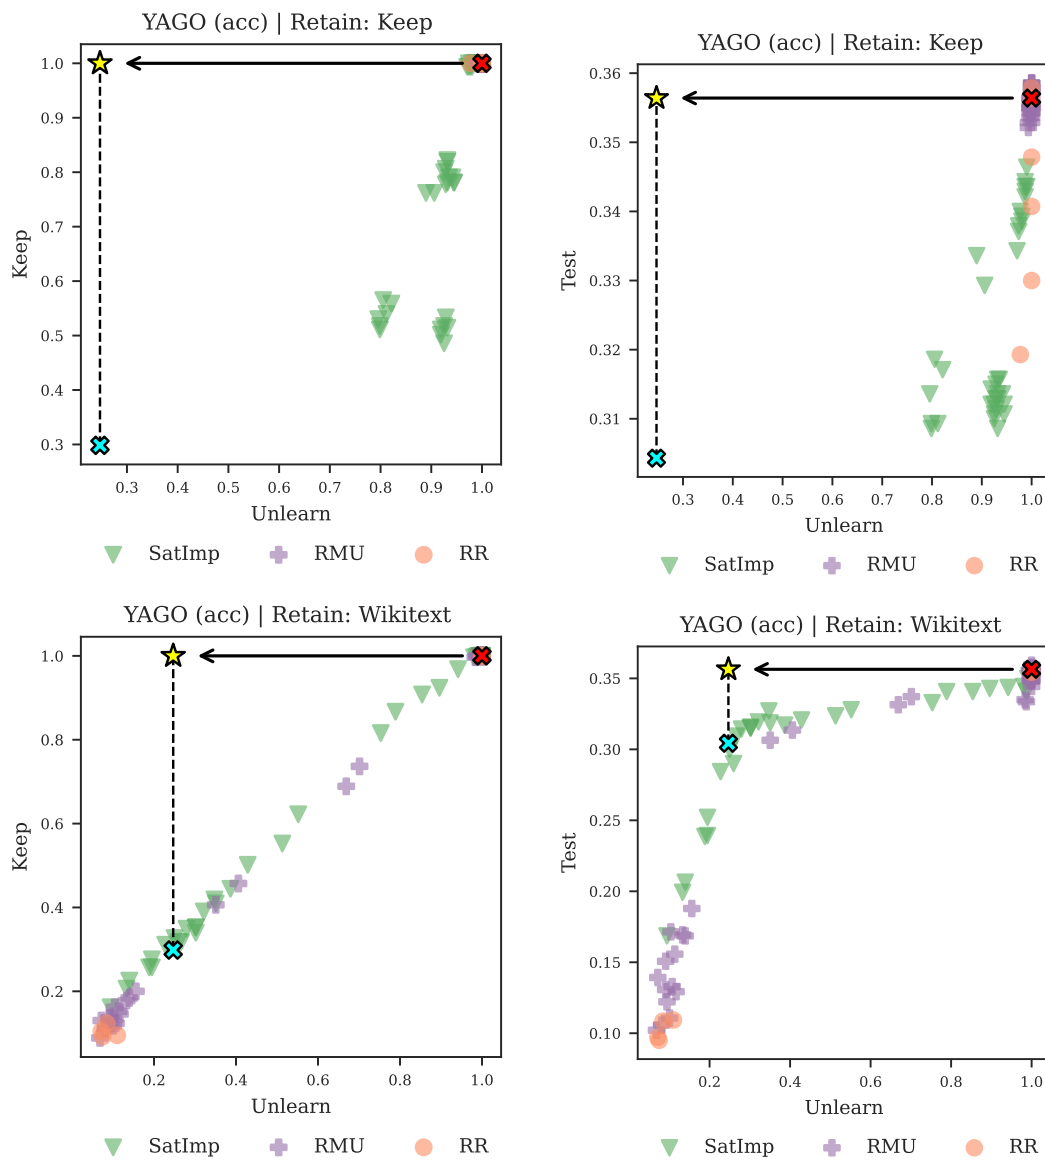 YAGO (acc) | Retain: Keep
1.0
0.9
0.8
0.7
0.6
0.5
0.4
0.3
Keep
0.3 0.4 0.5 0.6 0.7 0.8 0.9 1.0
Unlearn
SatImp RMU RR
YAGO (acc) | Retain: Keep
0.36
0.35
0.34
0.33
0.32
0.31
Test
0.3 0.4 0.5 0.6 0.7 0.8 0.9 1.0
Unlearn
SatImp RMU RR
YAGO (acc) | Retain: Wikitext
1.0
0.8
0.6
0.4
0.2
Keep
0.2 0.4 0.6 0.8 1.0
Unlearn
SatImp RMU RR
YAGO (acc) | Retain: Wikitext
0.35
0.30
0.25
0.20
0.15
0.10
Test
0.2 0.4 0.6 0.8 1.0
Unlearn
SatImp RMU RR